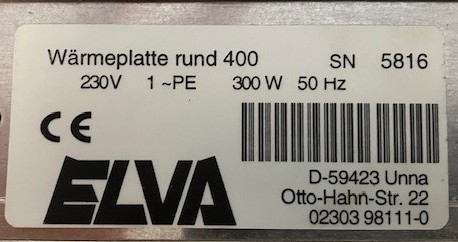 Wärmeplatte rund 400 SN 5816
230V 1 ~PE 300 W 50 Hz
CE
ELVA
D-59423 Unna
Otto-Hahn-Str. 22
02303 98111-0